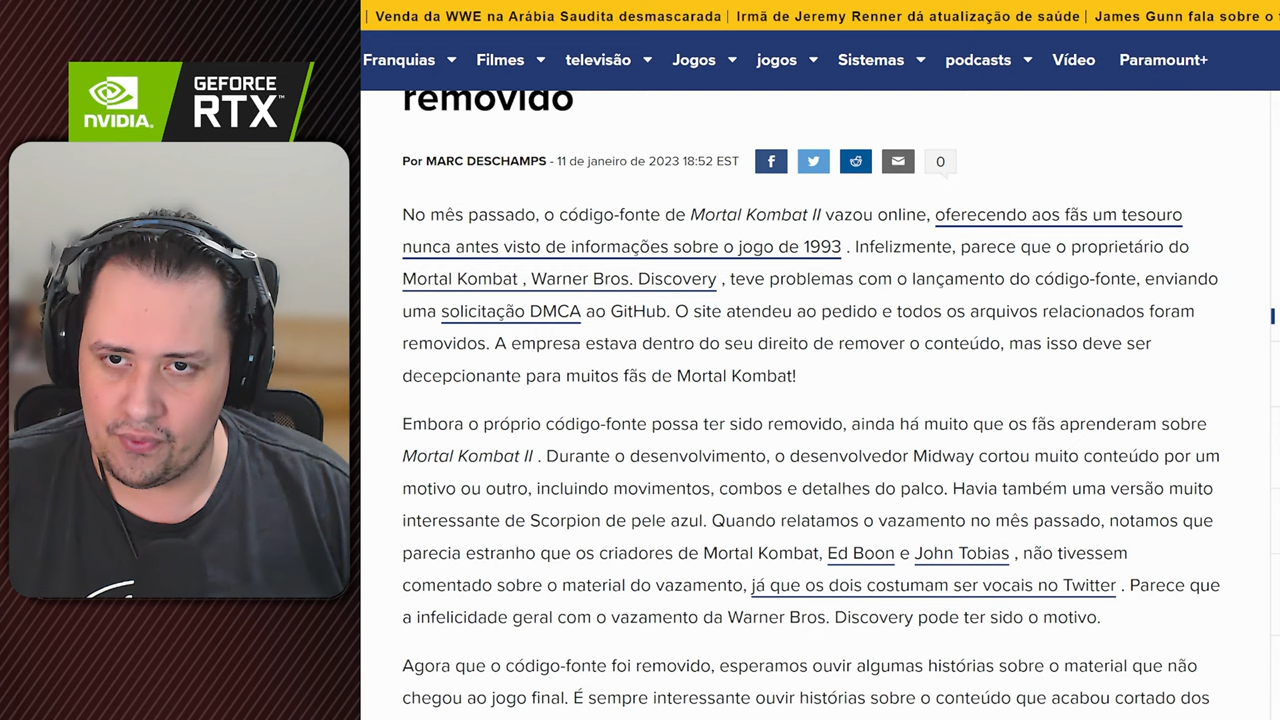 Venda da WWE na Arábia Saudita desmascarada | Irmã de Jeremy Renner dá atualização de saúde | James Gunn fala sobre o
Franquias Filmes televisão Jogos jogos Sistemas podcasts Vídeo Paramount+
NVIDIA.
GEFORCE
RTX™
removido
Por MARC DESCHAMPS - 11 de janeiro de 2023 18:52 EST 0
No mês passado, o código-fonte de Mortal Kombat II vazou online, oferecendo aos fãs um tesouro
nunca antes visto de informações sobre o jogo de 1993 . Infelizmente, parece que o proprietário do
Mortal Kombat , Warner Bros. Discovery , teve problemas com o lançamento do código-fonte, enviando
uma solicitação DMCA ao GitHub. O site atendeu ao pedido e todos os arquivos relacionados foram
removidos. A empresa estava dentro do seu direito de remover o conteúdo, mas isso deve ser
decepcionante para muitos fãs de Mortal Kombat!
Embora o próprio código-fonte possa ter sido removido, ainda há muito que os fãs aprenderam sobre
Mortal Kombat II . Durante o desenvolvimento, o desenvolvedor Midway cortou muito conteúdo por um
motivo ou outro, incluindo movimentos, combos e detalhes do palco. Havia também uma versão muito
interessante de Scorpion de pele azul. Quando relatamos o vazamento no mês passado, notamos que
parecia estranho que os criadores de Mortal Kombat, Ed Boon e John Tobias , não tivessem
comentado sobre o material do vazamento, já que os dois costumam ser vocais no Twitter . Parece que
a infelicidade geral com o vazamento da Warner Bros. Discovery pode ter sido o motivo.
Agora que o código-fonte foi removido, esperamos ouvir algumas histórias sobre o material que não
chegou ao jogo final. É sempre interessante ouvir histórias sobre o conteúdo que acabou cortado dos